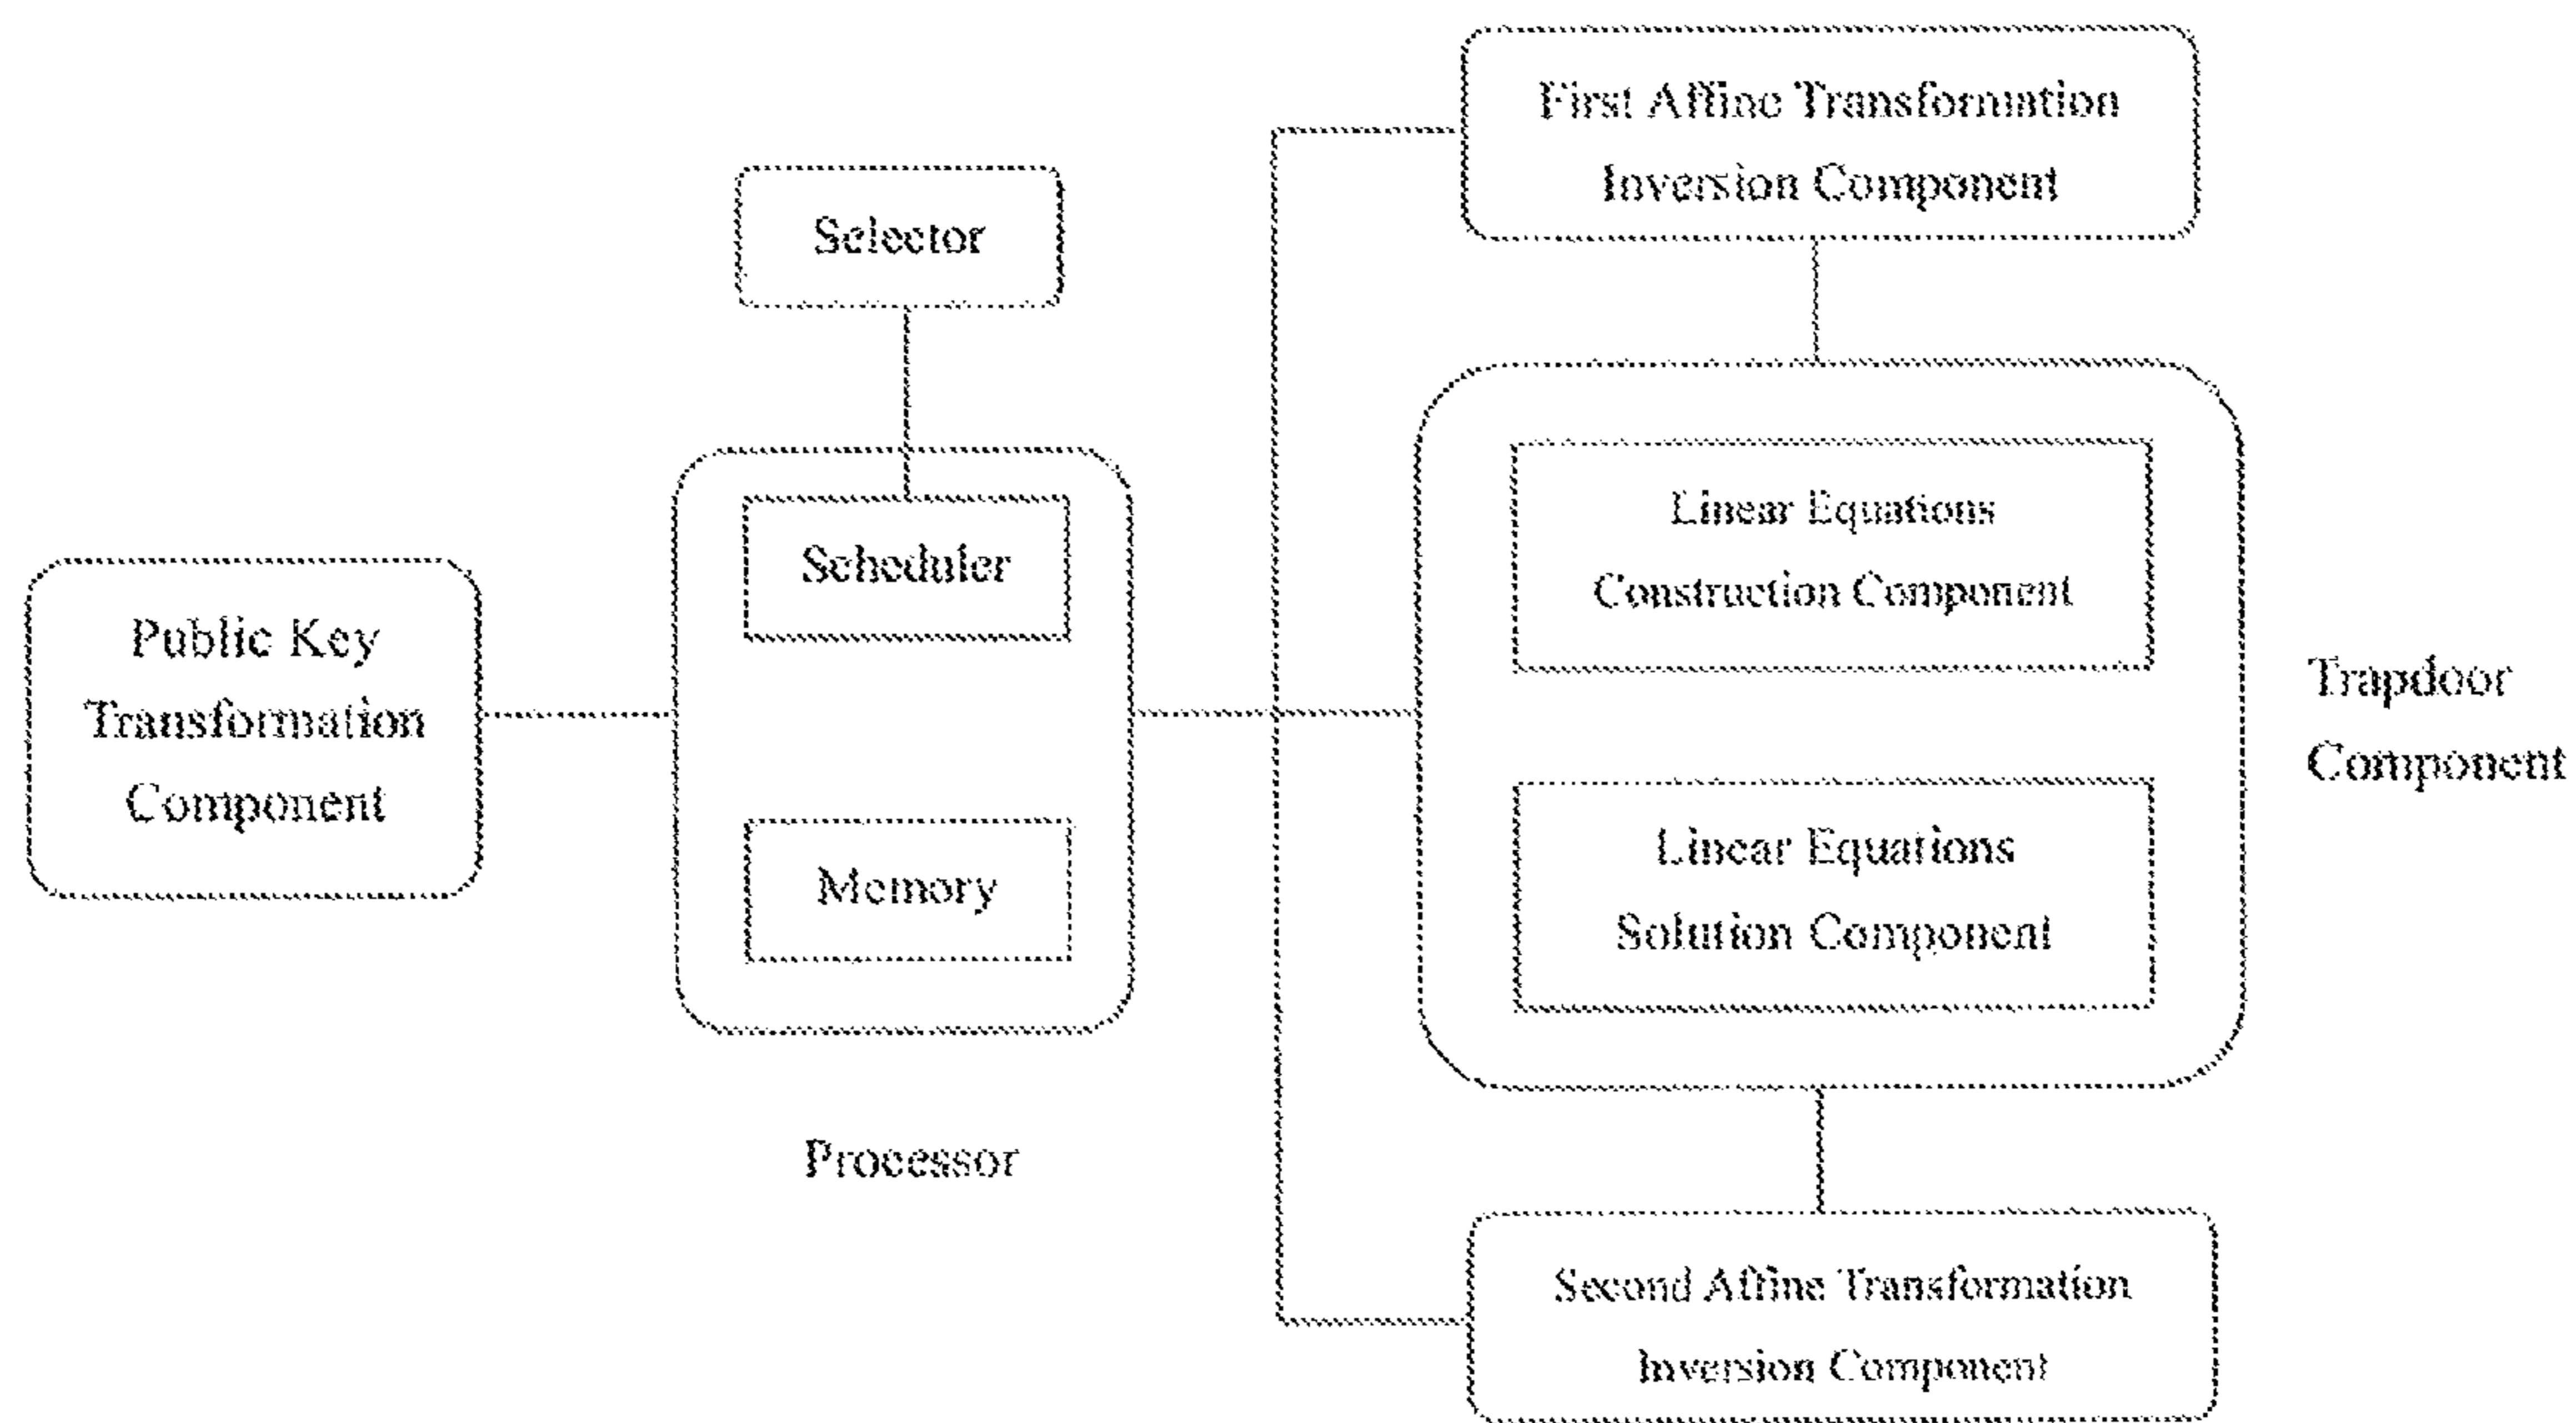 Public Key
Transformation
Component
Selector
Scheduler
Memory
Processor
First Affine Transformation
Inversion Component
Linear Equations
Construction Component
Linear Equations
Solution Component
Trapdoor
Component
Second Affine Transformation
Inversion Component